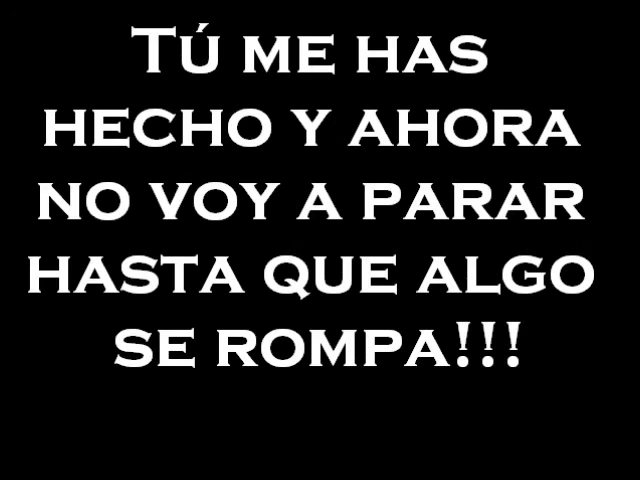 TÚ ME HAS
HECHO Y AHORA
NO VOY A PARAR
HASTA QUE ALGO
SE ROMPA!!!